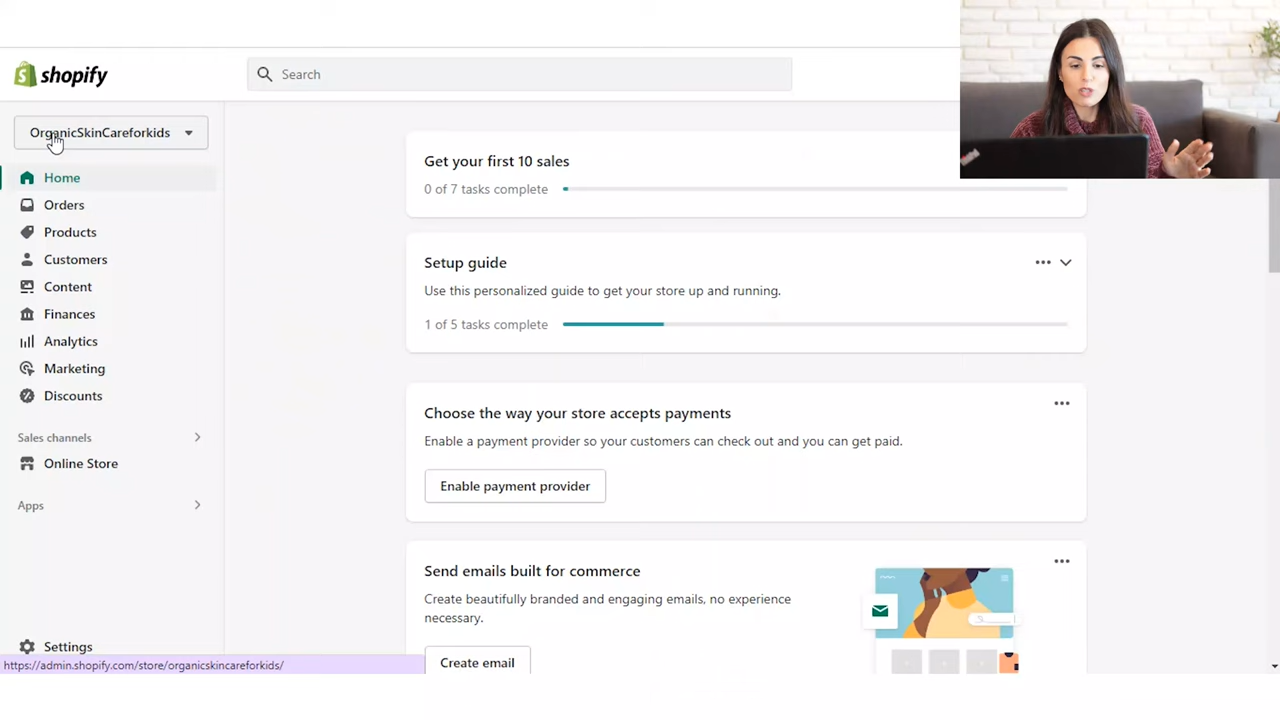 shopify
Search
OrganicSkinCareforkids
Home
Orders
Products
Customers
Content
Finances
Analytics
Marketing
Discounts
Sales channels
Online Store
Apps
Settings
https://admin.shopify.com/store/organicskincareforkids/
Get your first 10 sales
0 of 7 tasks complete
Setup guide
Use this personalized guide to get your store up and running.
1 of 5 tasks complete
Choose the way your store accepts payments
Enable a payment provider so your customers can check out and you can get paid.
Enable payment provider
Send emails built for commerce
Create beautifully branded and engaging emails, no experience
necessary.
Create email